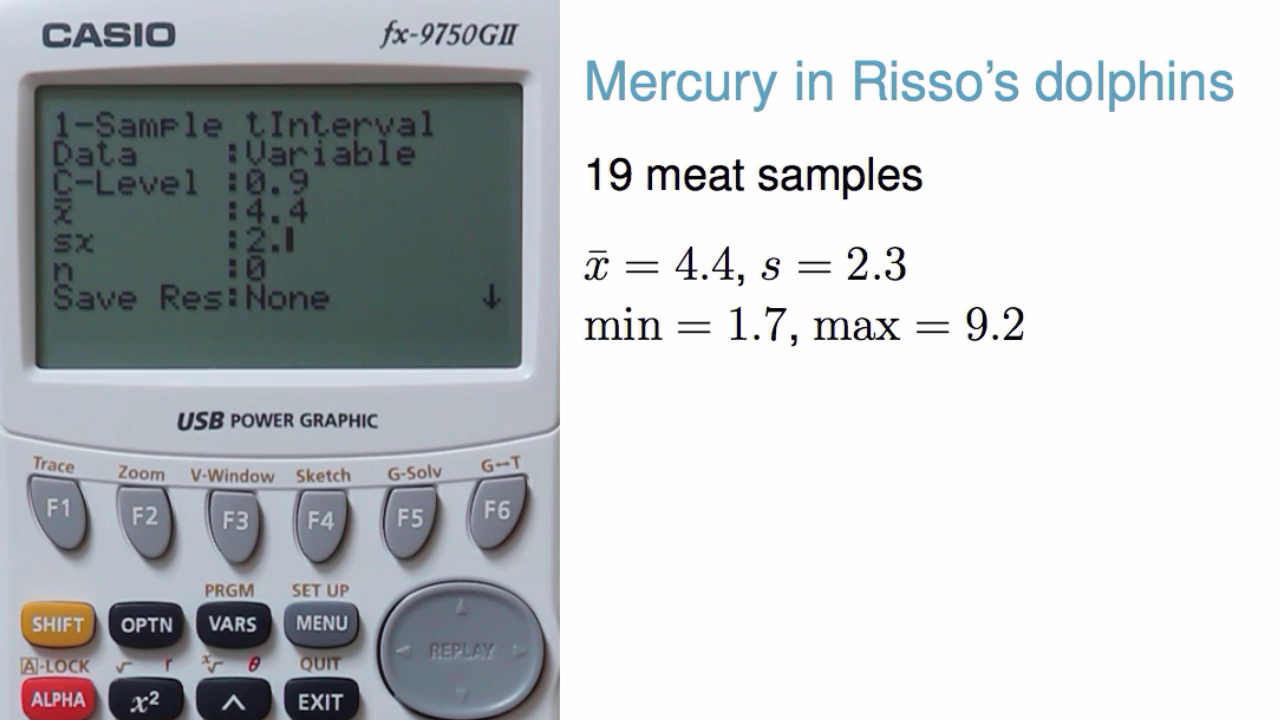 CASIO fx-9750GII
1-Sample tInterval
Data :Variable
C-Level :0.9
x̄ :4.4
sx :2.
n :0
Save Res:None ↓
USB POWER GRAPHIC
Trace Zoom V-Window Sketch G-Solv G↔T
F1 F2 F3 F4 F5 F6
PRGM SET UP
SHIFT OPTN VARS MENU
REPLAY
A-LOCK √ r ˣ√ θ QUIT
ALPHA x² ^ EXIT
Mercury in Risso’s dolphins
19 meat samples
x̄ = 4.4, s = 2.3
min = 1.7, max = 9.2